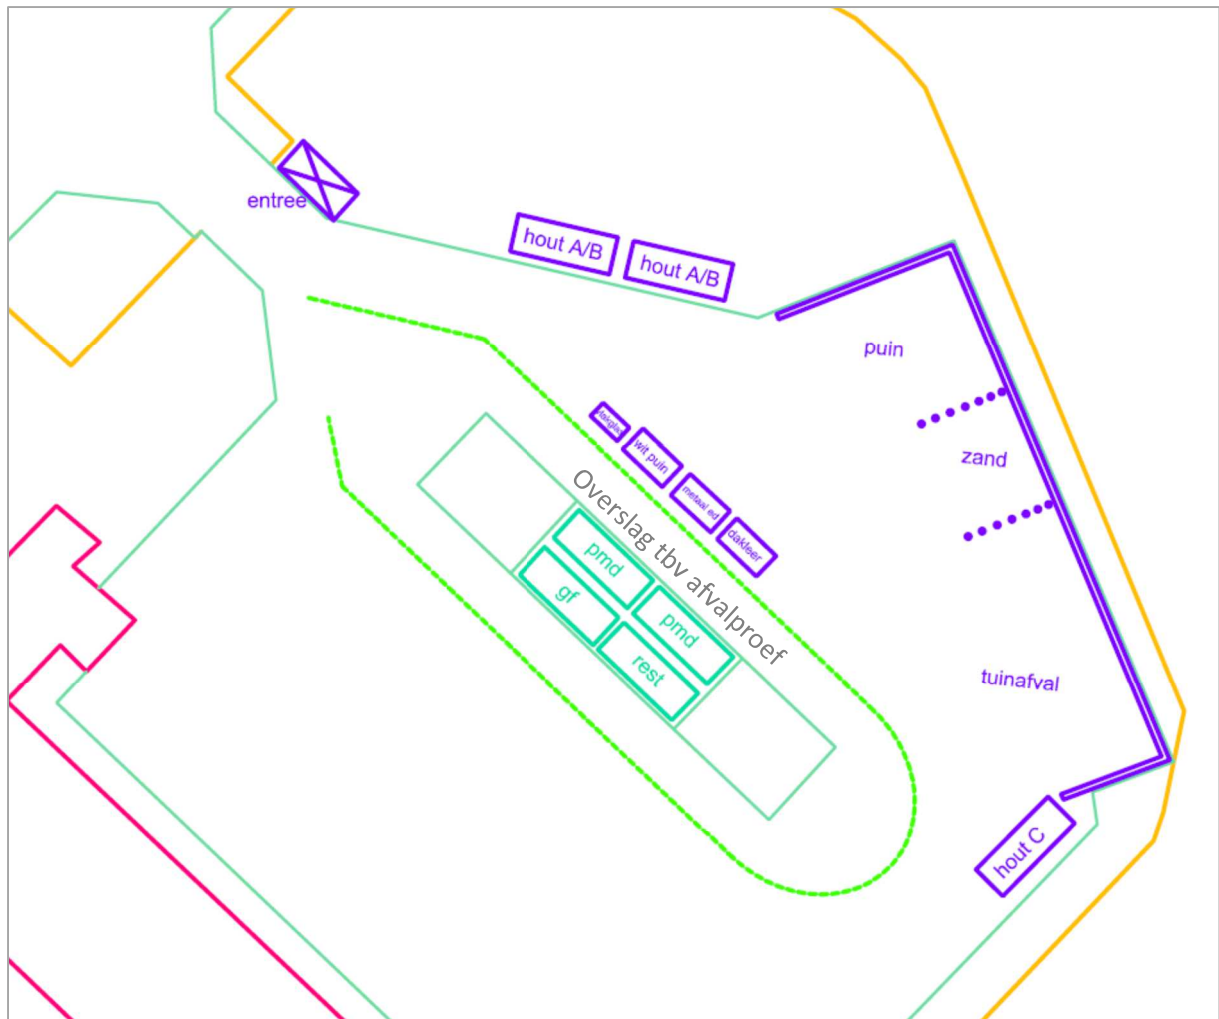 entree
hout A/B
hout A/B
puin
zand
vlakglas
wit puin
metaal ed
dakleer
Overslag tbv afvalproef
pmd
gf
pmd
rest
tuinafval
hout C